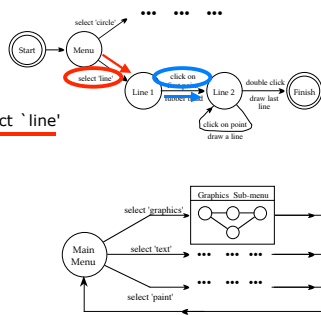 select 'circle'
Start
Menu
select 'line'
Line 1
click on
rubber band
Line 2
double click
draw last
line
Finish
click on point
draw a line
ct `line'
Graphics Sub-menu
select 'graphics'
Main
Menu
select 'text'
select 'paint'